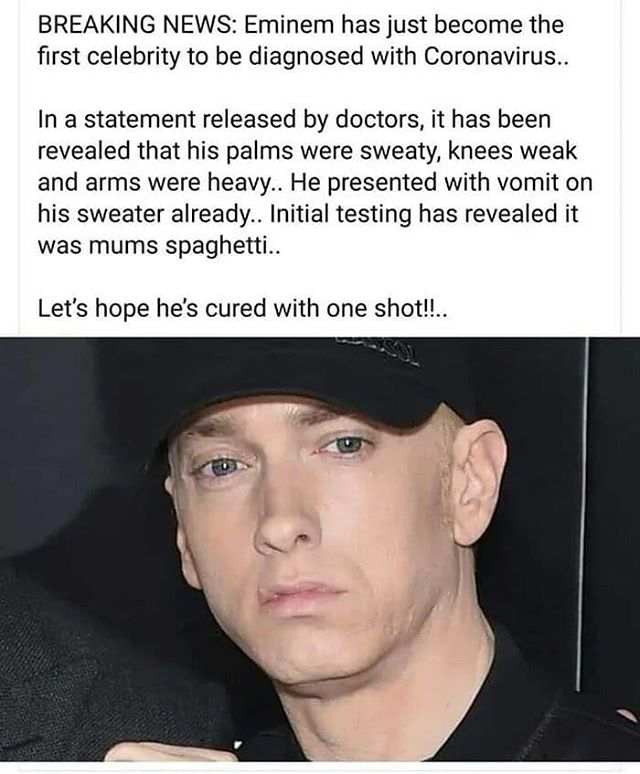 BREAKING NEWS: Eminem has just become the
first celebrity to be diagnosed with Coronavirus..
In a statement released by doctors, it has been
revealed that his palms were sweaty, knees weak
and arms were heavy.. He presented with vomit on
his sweater already.. Initial testing has revealed it
was mums spaghetti..
Let's hope he's cured with one shot!!..